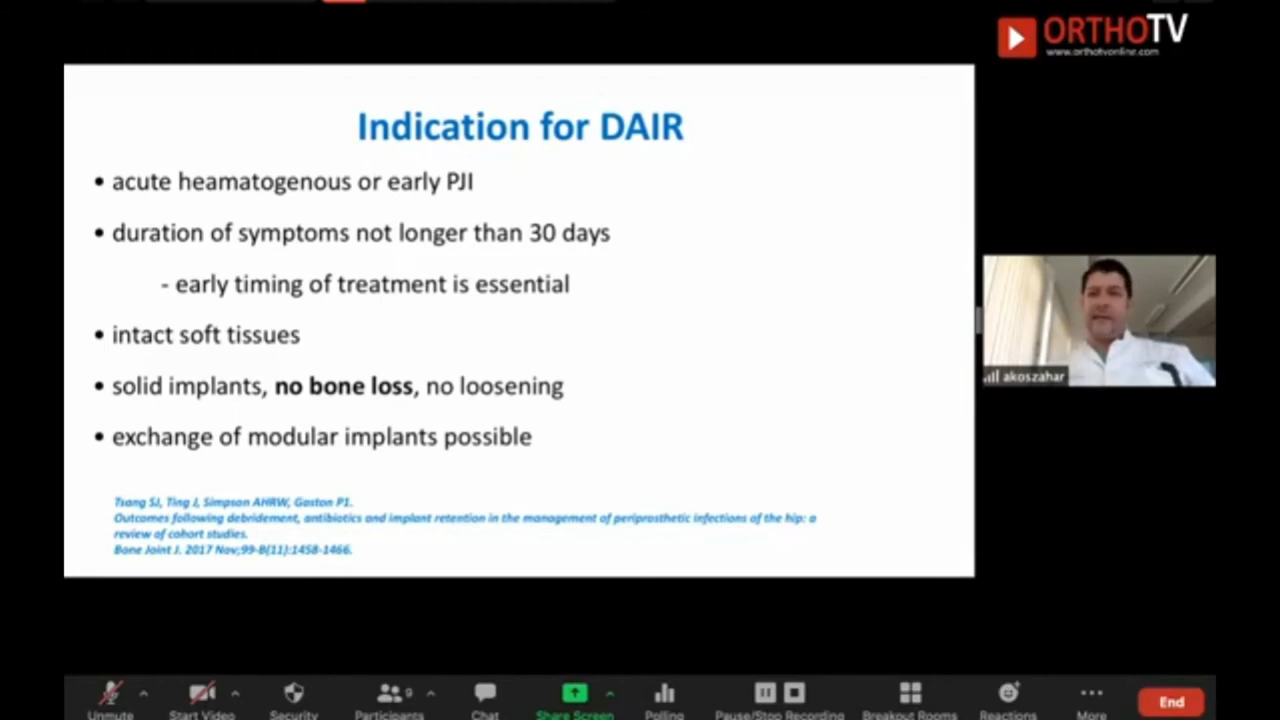 ORTHOTV
www.orthotvonline.com
Indication for DAIR
• acute heamatogenous or early PJI
• duration of symptoms not longer than 30 days
- early timing of treatment is essential
• intact soft tissues
• solid implants, no bone loss, no loosening
• exchange of modular implants possible
Tsang SJ, Ting J, Simpson AHRW, Gaston P1.
Outcomes following debridement, antibiotics and implant retention in the management of periprosthetic infections of the hip: a
review of cohort studies.
Bone Joint J. 2017 Nov;99-B(11):1458-1466.
akoszahar
9
Unmute
Start Video
Security
Participants
Chat
Share Screen
Polling
Pause/Stop Recording
Breakout Rooms
Reactions
More
End